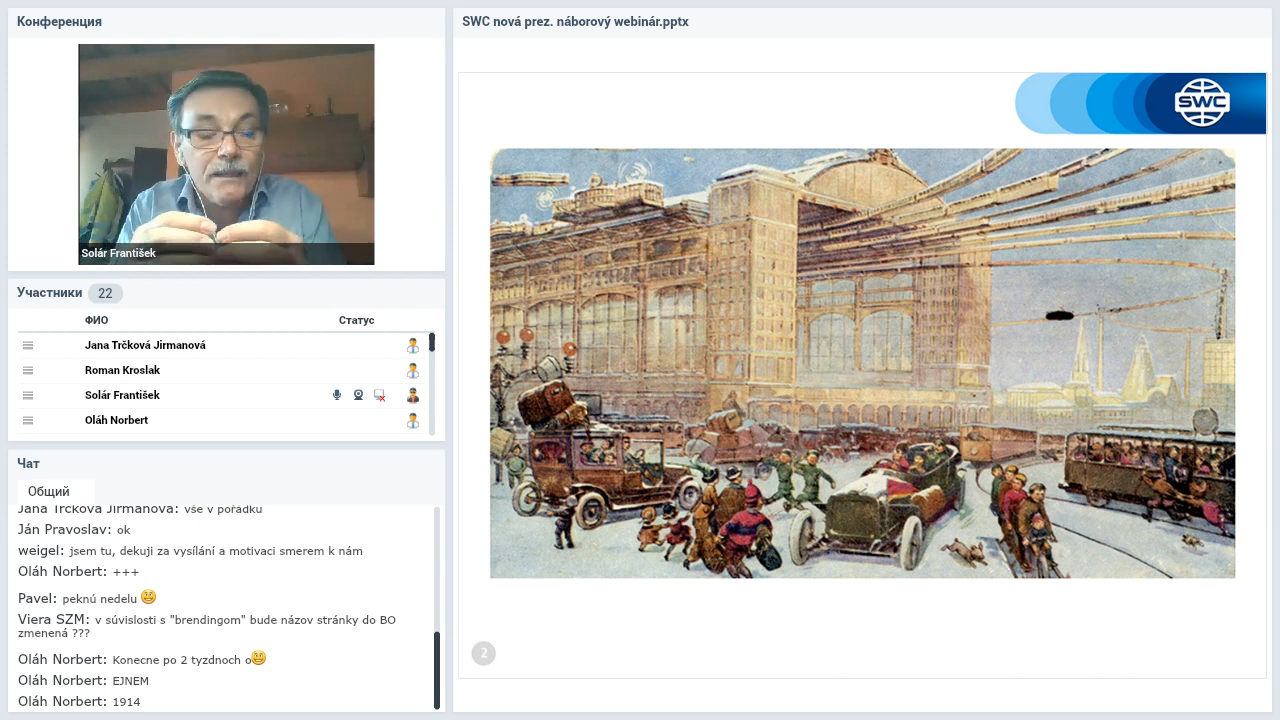 Конференция
Solár František
Участники 22
ФИО Статус
Jana Trčková Jirmanová
Roman Kroslak
Solár František
Oláh Norbert
Чат
Общий
Jana Trčková Jirmanová: vše v pořádku
Ján Pravoslav: ok
weigel: jsem tu, dekuji za vysílání a motivaci smerem k nám
Oláh Norbert: +++
Pavel: peknú nedelu
Viera SZM: v súvislosti s "brendingom" bude názov stránky do BO
zmenená ???
Oláh Norbert: Konecne po 2 tyzdnoch o
Oláh Norbert: EJNEM
Oláh Norbert: 1914
SWC nová prez. náborový webinár.pptx
SWC
2